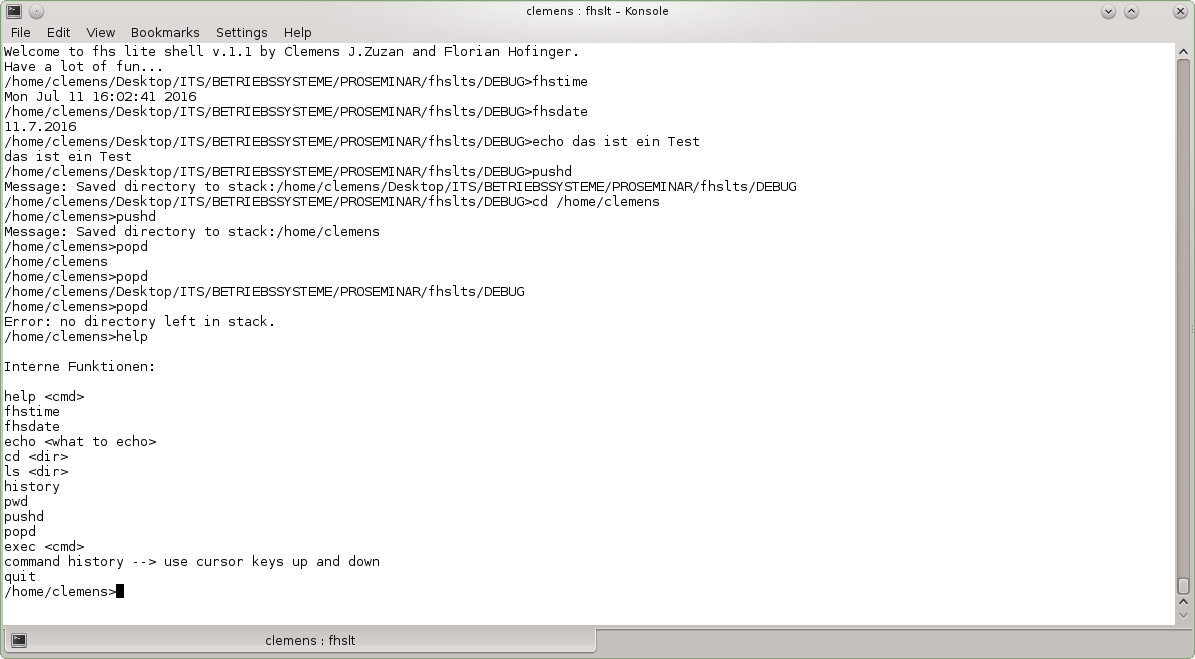 clemens : fhslt – Konsole
File Edit View Bookmarks Settings Help
Welcome to fhs lite shell v.1.1 by Clemens J.Zuzan and Florian Hofinger.
Have a lot of fun...
/home/clemens/Desktop/ITS/BETRIEBSSYSTEME/PROSEMINAR/fhslts/DEBUG>fhstime
Mon Jul 11 16:02:41 2016
/home/clemens/Desktop/ITS/BETRIEBSSYSTEME/PROSEMINAR/fhslts/DEBUG>fhsdate
11.7.2016
/home/clemens/Desktop/ITS/BETRIEBSSYSTEME/PROSEMINAR/fhslts/DEBUG>echo das ist ein Test
das ist ein Test
/home/clemens/Desktop/ITS/BETRIEBSSYSTEME/PROSEMINAR/fhslts/DEBUG>pushd
Message: Saved directory to stack:/home/clemens/Desktop/ITS/BETRIEBSSYSTEME/PROSEMINAR/fhslts/DEBUG
/home/clemens/Desktop/ITS/BETRIEBSSYSTEME/PROSEMINAR/fhslts/DEBUG>cd /home/clemens
/home/clemens>pushd
Message: Saved directory to stack:/home/clemens
/home/clemens>popd
/home/clemens
/home/clemens>popd
/home/clemens/Desktop/ITS/BETRIEBSSYSTEME/PROSEMINAR/fhslts/DEBUG
/home/clemens>popd
Error: no directory left in stack.
/home/clemens>help
Interne Funktionen:
help <cmd>
fhstime
fhsdate
echo <what to echo>
cd <dir>
ls <dir>
history
pwd
pushd
popd
exec <cmd>
command history --> use cursor keys up and down
quit
/home/clemens>
clemens : fhslt